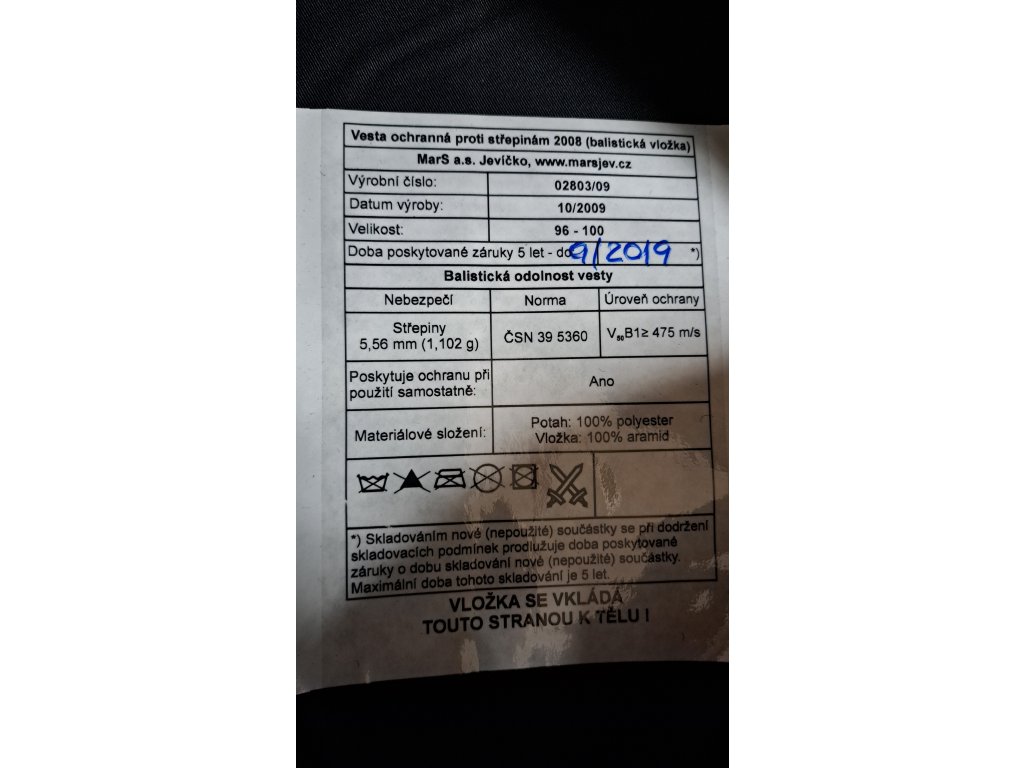 Vesta ochranná proti střepinám 2008 (balistická vložka)
MarS a.s. Jevíčko, www.marsjev.cz
Výrobní číslo: 02803/09
Datum výroby: 10/2009
Velikost: 96 - 100
Doba poskytované záruky 5 let - do 9/2019 *)
Balistická odolnost vesty
Nebezpečí Norma Úroveň ochrany
Střepiny
5,56 mm (1,102 g) ČSN 39 5360 V₅₀B1≥ 475 m/s
Poskytuje ochranu při
použití samostatně: Ano
Materiálové složení: Potah: 100% polyester
Vložka: 100% aramid
*) Skladováním nové (nepoužité) součástky se při dodržení
skladovacích podmínek prodlužuje doba poskytované
záruky o dobu skladování nové (nepoužité) součástky.
Maximální doba tohoto skladování je 5 let.
VLOŽKA SE VKLÁDÁ
TOUTO STRANOU K TĚLU !